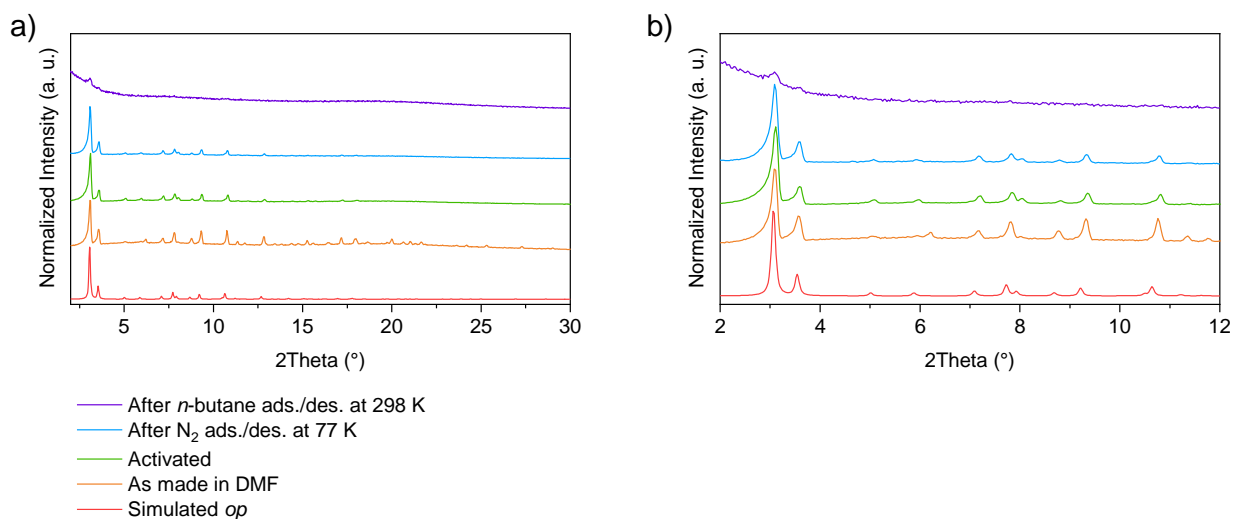 a)
Normalized Intensity (a. u.)
5 10 15 20 25 30
2Theta (°)
b)
Normalized Intensity (a. u.)
2 4 6 8 10 12
2Theta (°)
After n-butane ads./des. at 298 K
After N₂ ads./des. at 77 K
Activated
As made in DMF
Simulated op